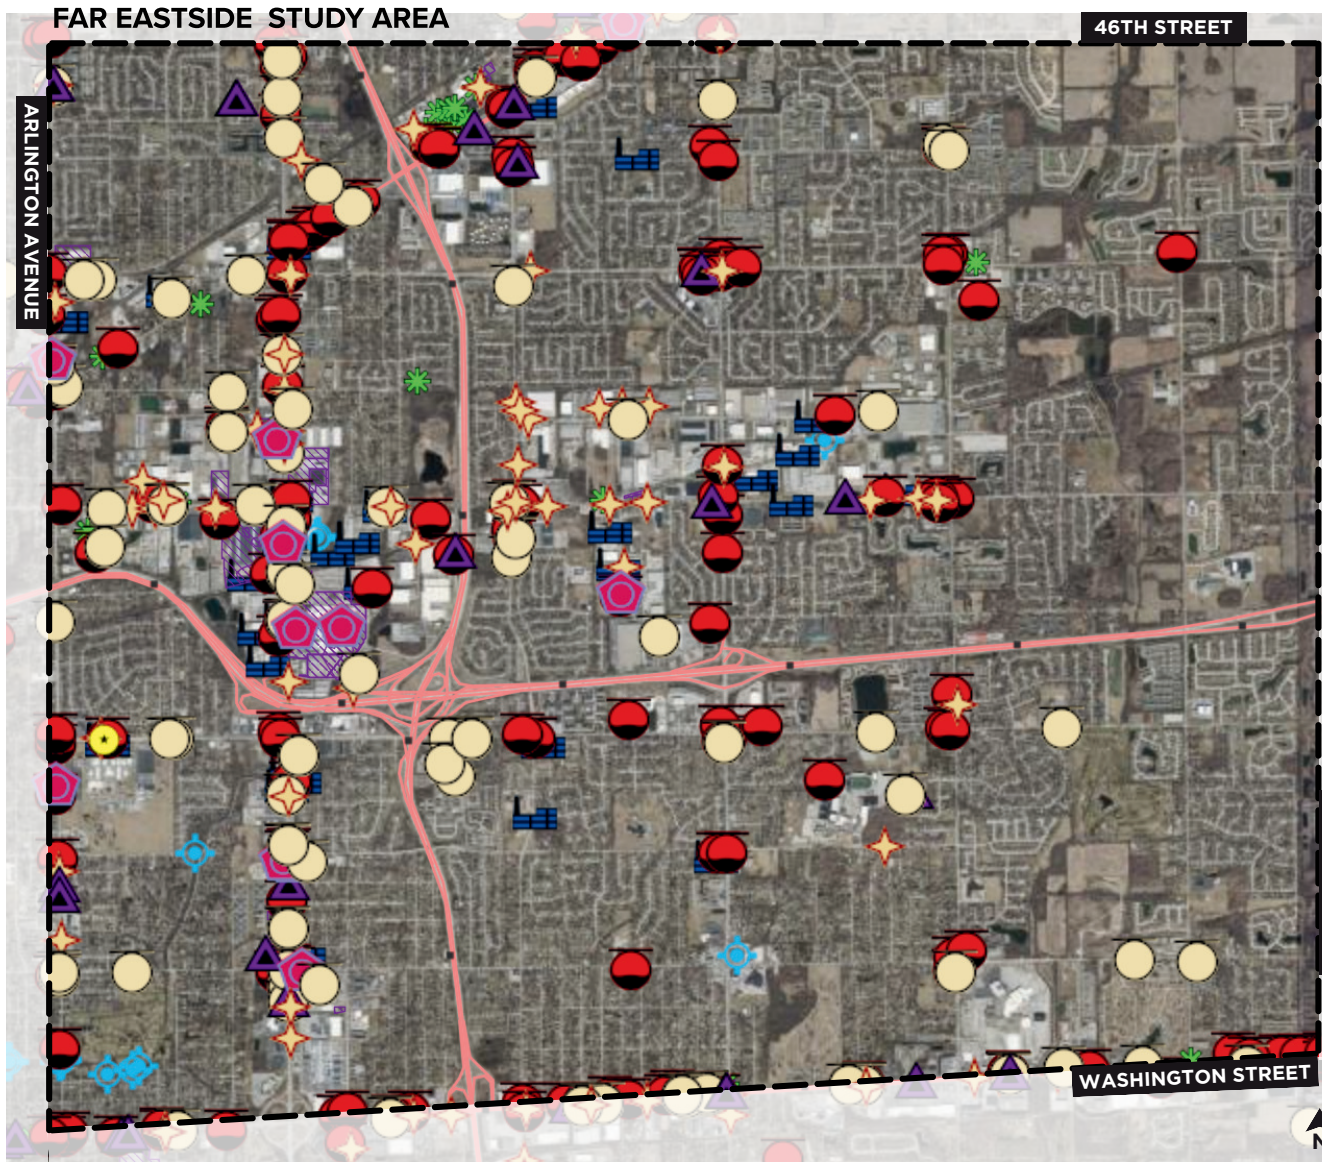 FAR EASTSIDE STUDY AREA
46TH STREET
ARLINGTON AVENUE
WASHINGTON STREET
N